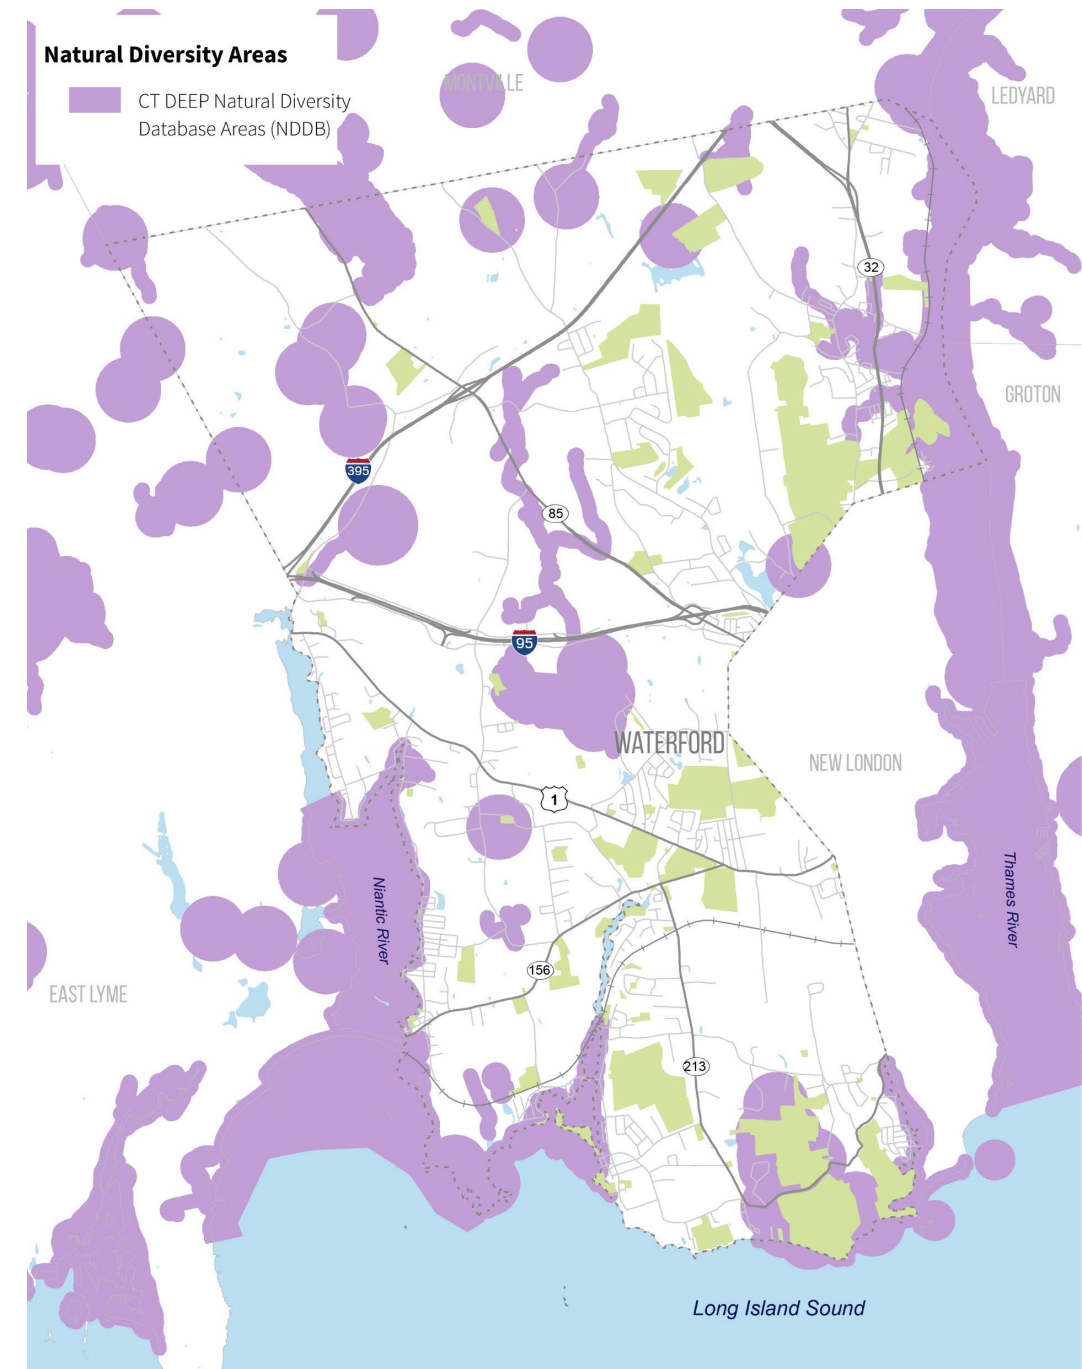 Natural Diversity Areas
CT DEEP Natural Diversity
Database Areas (NDDB)
MONTVILLE
LEDYARD
32
GROTON
395
85
95
WATERFORD
NEW LONDON
1
Niantic River
Thames River
156
EAST LYME
213
Long Island Sound